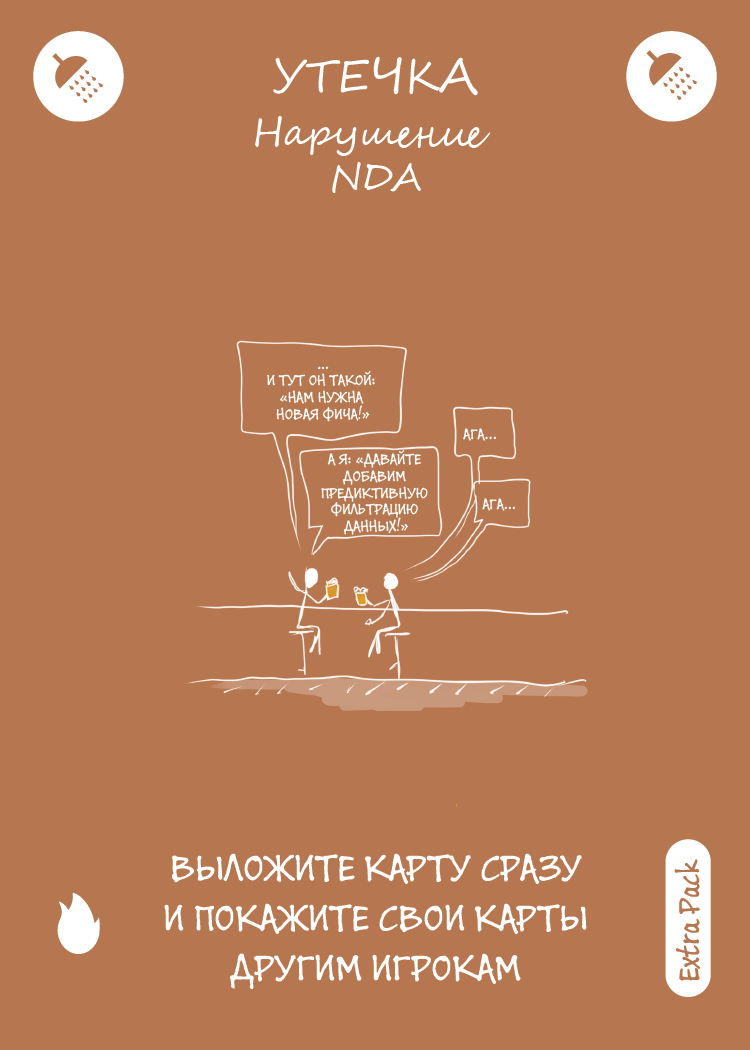 УТЕЧКА
Нарушение
NDA
...
И ТУТ ОН ТАКОЙ:
«НАМ НУЖНА
НОВАЯ ФИЧА!»
А Я: «ДАВАЙТЕ
ДОБАВИМ
ПРЕДИКТИВНУЮ
ФИЛЬТРАЦИЮ
ДАННЫХ!»
АГА...
АГА...
ВЫЛОЖИТЕ КАРТУ СРАЗУ
И ПОКАЖИТЕ СВОИ КАРТЫ
ДРУГИМ ИГРОКАМ
Extra Pack